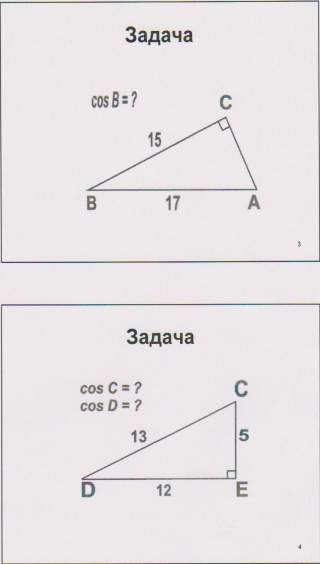 Задача
cos B = ?
C
15
B
17
A
3
Задача
cos C = ?
cos D = ?
C
13
5
D
12
E
4